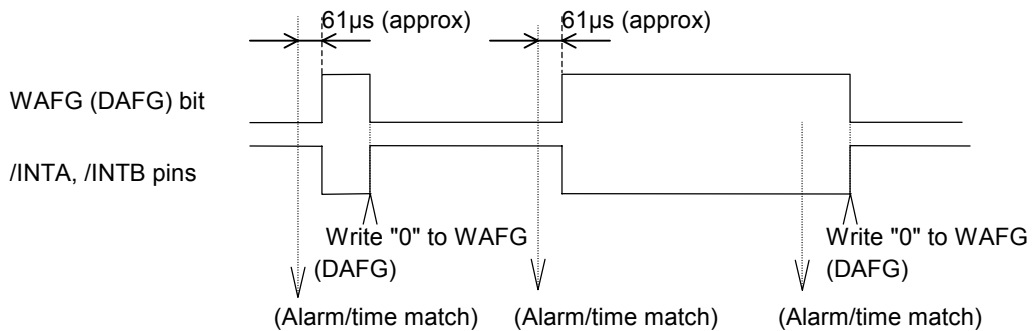 61µs (approx) 61µs (approx)
WAFG (DAFG) bit
/INTA, /INTB pins
Write "0" to WAFG Write "0" to WAFG
(DAFG) (DAFG)
(Alarm/time match) (Alarm/time match) (Alarm/time match)